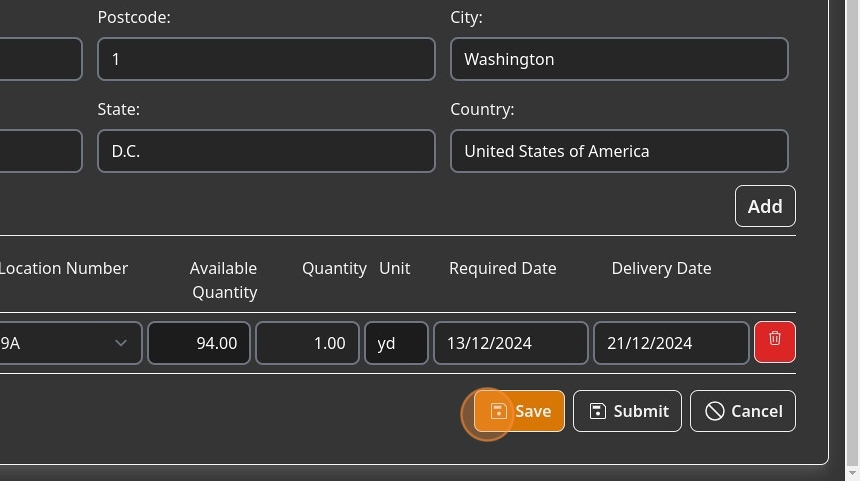 Postcode: City:
1 Washington
State: Country:
D.C. United States of America
Add
Location Number Available Quantity Unit Required Date Delivery Date
Quantity
9A 94.00 1.00 yd 13/12/2024 21/12/2024
Save Submit Cancel